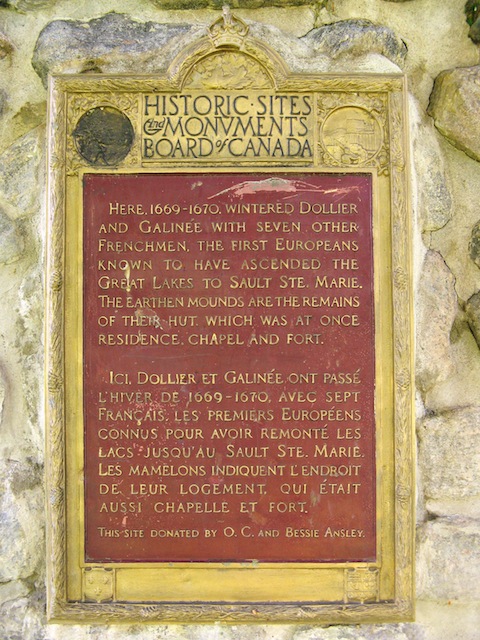 HISTORIC·SITES
and MONVMENTS
BOARD of CANADA
HERE, 1669-1670, WINTERED DOLLIER
AND GALINÉE WITH SEVEN OTHER
FRENCHMEN, THE FIRST EUROPEANS
KNOWN TO HAVE ASCENDED THE
GREAT LAKES TO SAULT STE. MARIE.
THE EARTHEN MOUNDS ARE THE REMAINS
OF THEIR HUT, WHICH WAS AT ONCE
RESIDENCE, CHAPEL AND FORT.
ICI, DOLLIER ET GALINÉE ONT PASSÉ
L'HIVER DE 1669-1670, AVEC SEPT
FRANÇAIS, LES PREMIERS EUROPÉENS
CONNUS POUR AVOIR REMONTÉ LES
LACS JUSQU'AU SAULT STE. MARIE.
LES MAMELONS INDIQUENT L'ENDROIT
DE LEUR LOGEMENT, QUI ÉTAIT
AUSSI CHAPELLE ET FORT.
THIS SITE DONATED BY O. C. AND BESSIE ANSLEY.